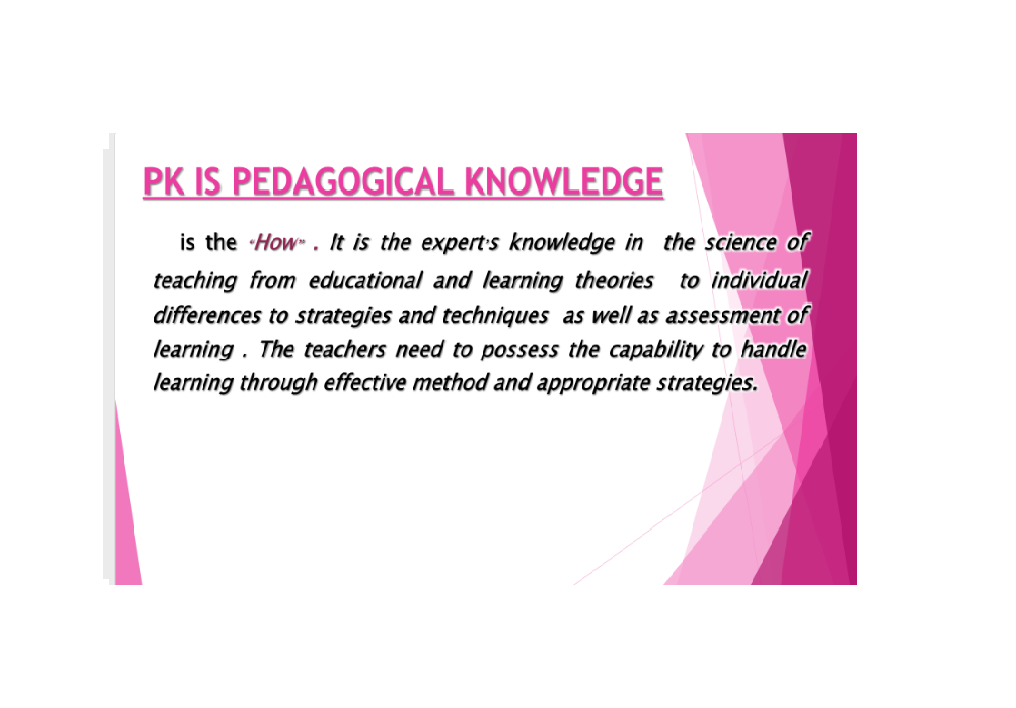 PK IS PEDAGOGICAL KNOWLEDGE
is the “How” . It is the expert's knowledge in the science of
teaching from educational and learning theories to individual
differences to strategies and techniques as well as assessment of
learning . The teachers need to possess the capability to handle
learning through effective method and appropriate strategies.